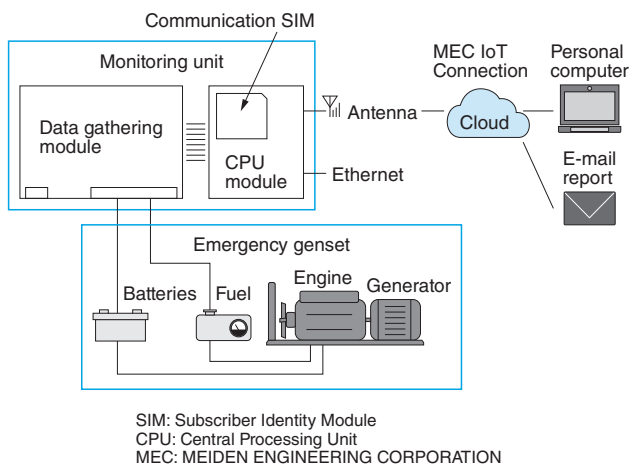 Communication SIM
Monitoring unit
MEC IoT
Connection
Personal
computer
Data gathering
module
CPU
module
Antenna
Cloud
Ethernet
E-mail
report
Emergency genset
Batteries
Fuel
Engine
Generator
SIM: Subscriber Identity Module
CPU: Central Processing Unit
MEC: MEIDEN ENGINEERING CORPORATION